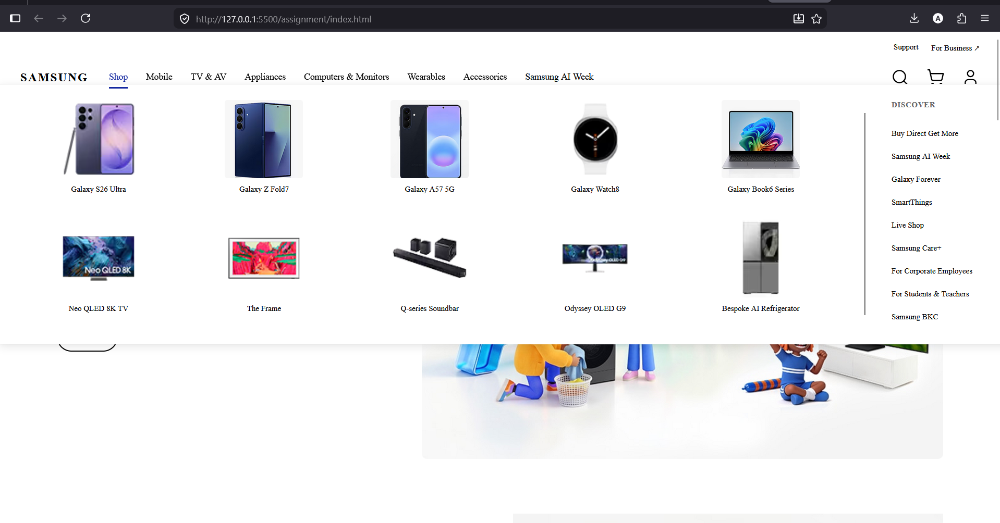 http://127.0.0.1:5500/assignment/index.html
A
Support For Business ↗
SAMSUNG Shop Mobile TV & AV Appliances Computers & Monitors Wearables Accessories Samsung AI Week
DISCOVER
Buy Direct Get More
Samsung AI Week
Galaxy Forever
SmartThings
Live Shop
Samsung Care+
For Corporate Employees
For Students & Teachers
Samsung BKC
Galaxy S26 Ultra Galaxy Z Fold7 Galaxy A57 5G Galaxy Watch8 Galaxy Book6 Series
Neo QLED 8K
Neo QLED 8K TV The Frame Q-series Soundbar Odyssey OLED G9 Bespoke AI Refrigerator